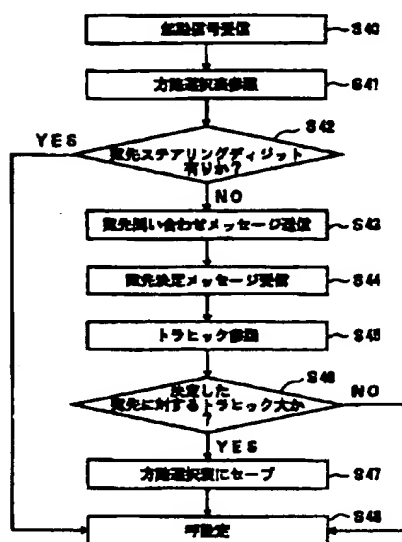 起動信号受信
S40
方路選択表参照
S41
S42
YES
宛先ステアリングディジット
有りか?
NO
宛先問い合わせメッセージ送信
S43
宛先決定メッセージ受信
S44
トラヒック参照
S45
S46
決定した
宛先に対するトラヒック大か
?
NO
YES
方路選択表にセーブ
S47
呼設定
S48